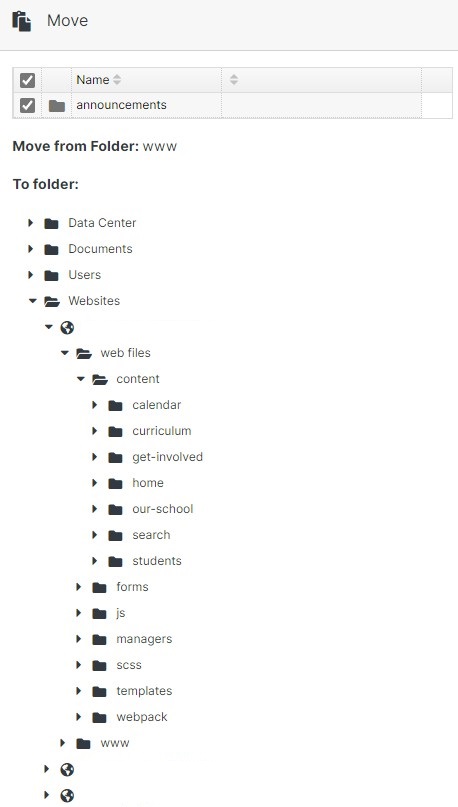 Move
Name
announcements
Move from Folder: www
To folder:
Data Center
Documents
Users
Websites
web files
content
calendar
curriculum
get-involved
home
our-school
search
students
forms
js
managers
scss
templates
webpack
www